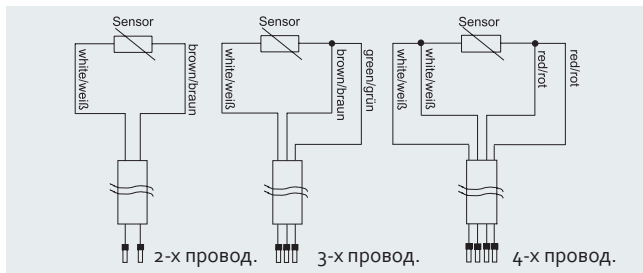 Sensor
white/weiß
brown/braun
2-х провод.
Sensor
white/weiß
brown/braun
green/grün
3-х провод.
Sensor
white/weiß
white/weiß
red/rot
red/rot
4-х провод.